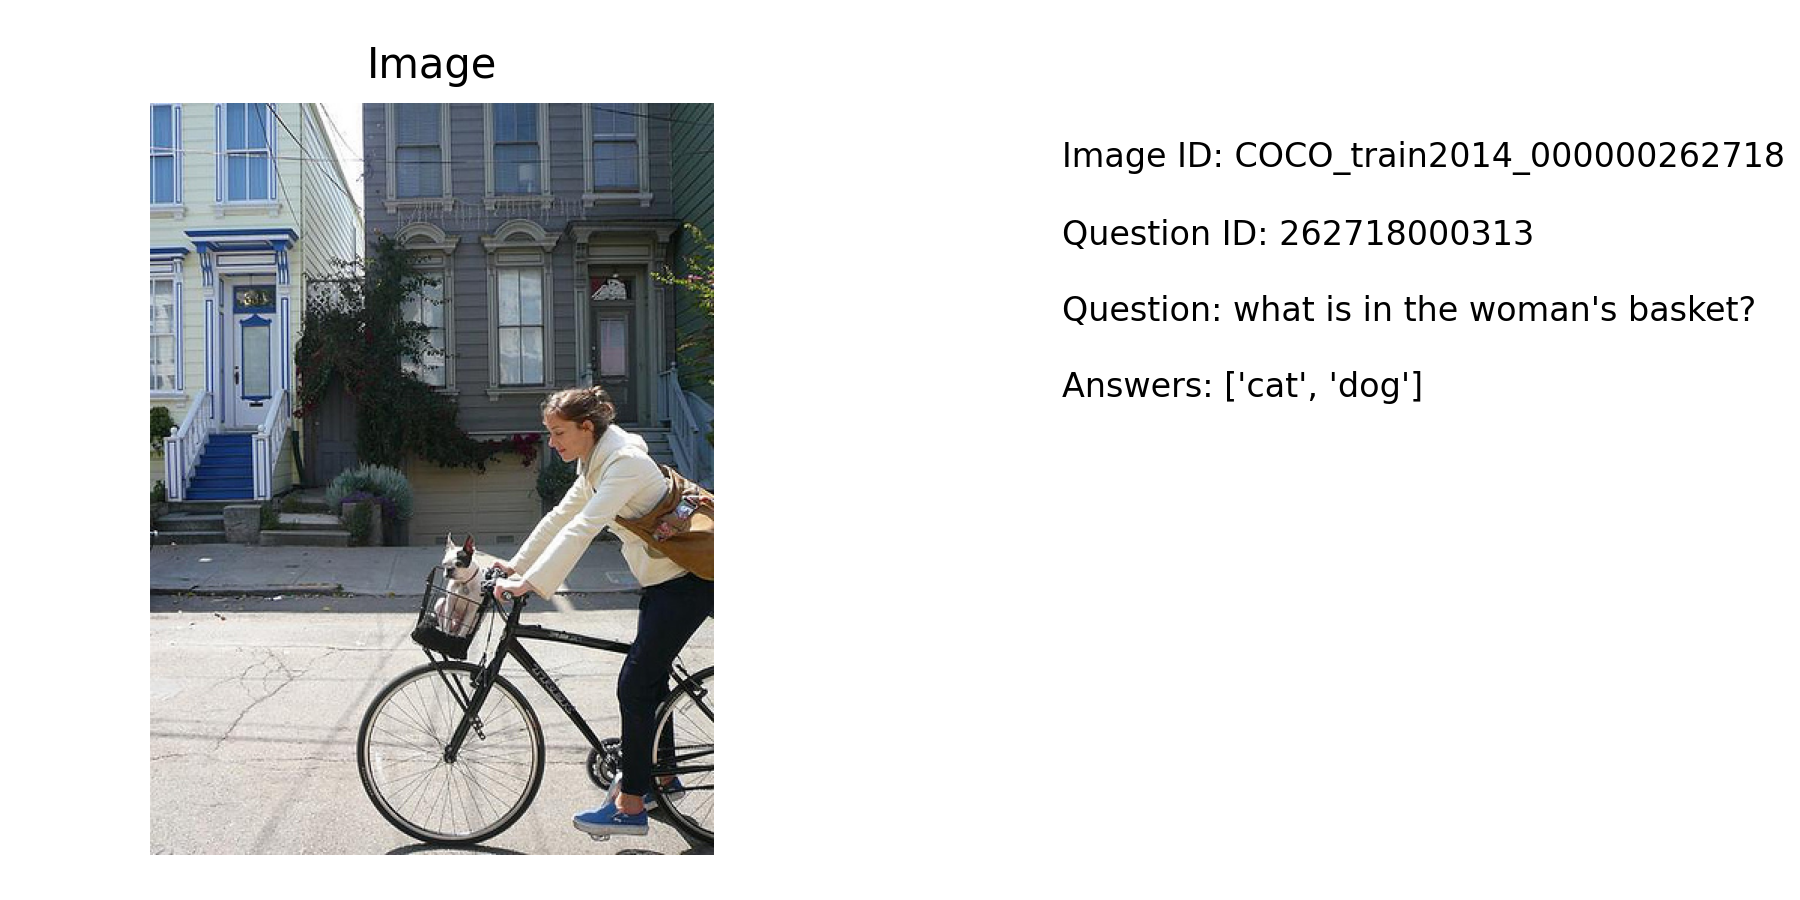 Image
Image ID: COCO_train2014_000000262718
Question ID: 262718000313
Question: what is in the woman's basket?
Answers: ['cat', 'dog']